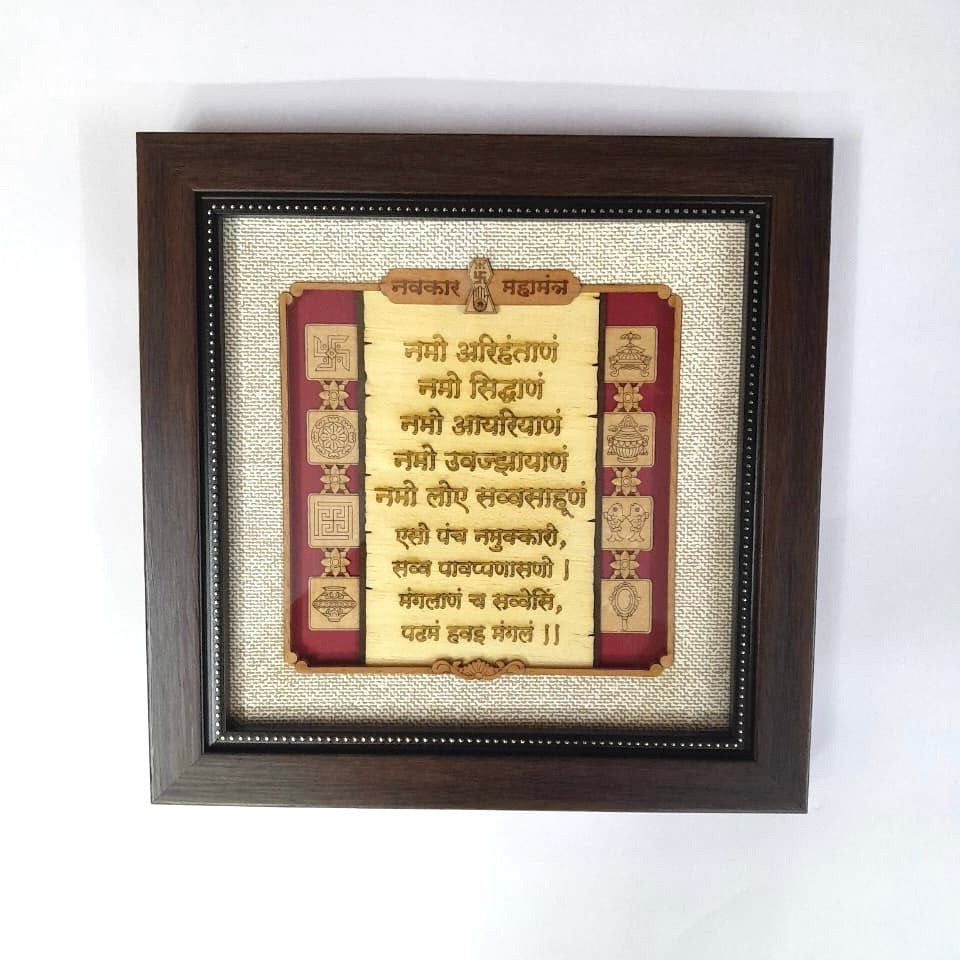 नवकार महामंत्र
नमो अरिहंताणं
नमो सिद्धाणं
नमो आयरियाणं
नमो उवज्झायाणं
नमो लोए सव्वसाहूणं
एसो पंच नमुक्कारो,
सव्व पावप्पणासणो |
मंगलाणं च सव्वेसिं,
पढमं हवइ मंगलं ||